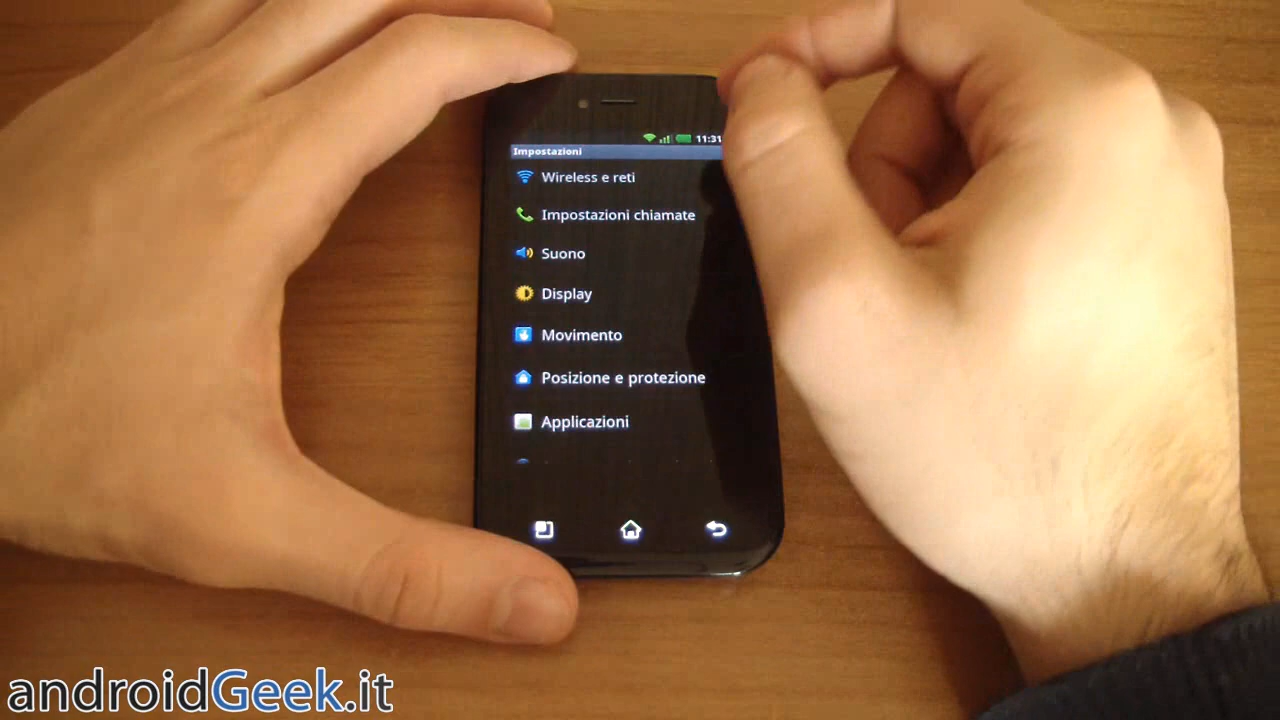 11:31
Impostazioni
Wireless e reti
Impostazioni chiamate
Suono
Display
Movimento
Posizione e protezione
Applicazioni
androidGeek.it